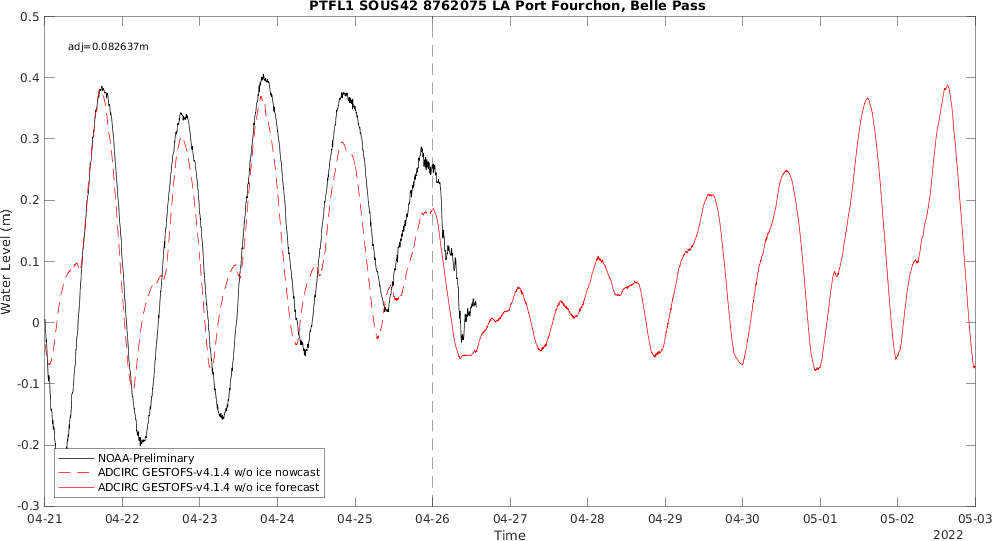 PTFL1 SOUS42 8762075 LA Port Fourchon, Belle Pass
adj=0.082637m
Water Level (m)
0.5
0.4
0.3
0.2
0.1
0
-0.1
-0.2
-0.3
NOAA-Preliminary
ADCIRC GESTOFS-v4.1.4 w/o ice nowcast
ADCIRC GESTOFS-v4.1.4 w/o ice forecast
04-21 04-22 04-23 04-24 04-25 04-26 04-27 04-28 04-29 04-30 05-01 05-02 05-03
Time
2022